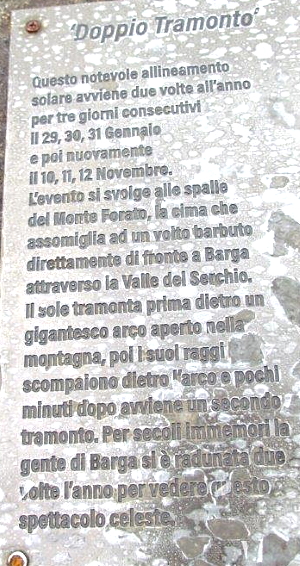 'Doppio Tramonto'
Questo notevole allineamento
solare avviene due volte all'anno
per tre giorni consecutivi
Il 29, 30, 31 Gennaio
e poi nuovamente
il 10, 11, 12 Novembre.
L'evento si svolge alle spalle
del Monte Forato, la cima che
assomiglia ad un volto barbuto
direttamente di fronte a Barga
attraverso la Valle del Serchio.
Il sole tramonta prima dietro un
gigantesco arco aperto nella
montagna, poi i suoi raggi
scompaiono dietro l'arco e pochi
minuti dopo avviene un secondo
tramonto. Per secoli immemori la
gente di Barga si è radunata due
volte l'anno per vedere questo
spettacolo celeste.